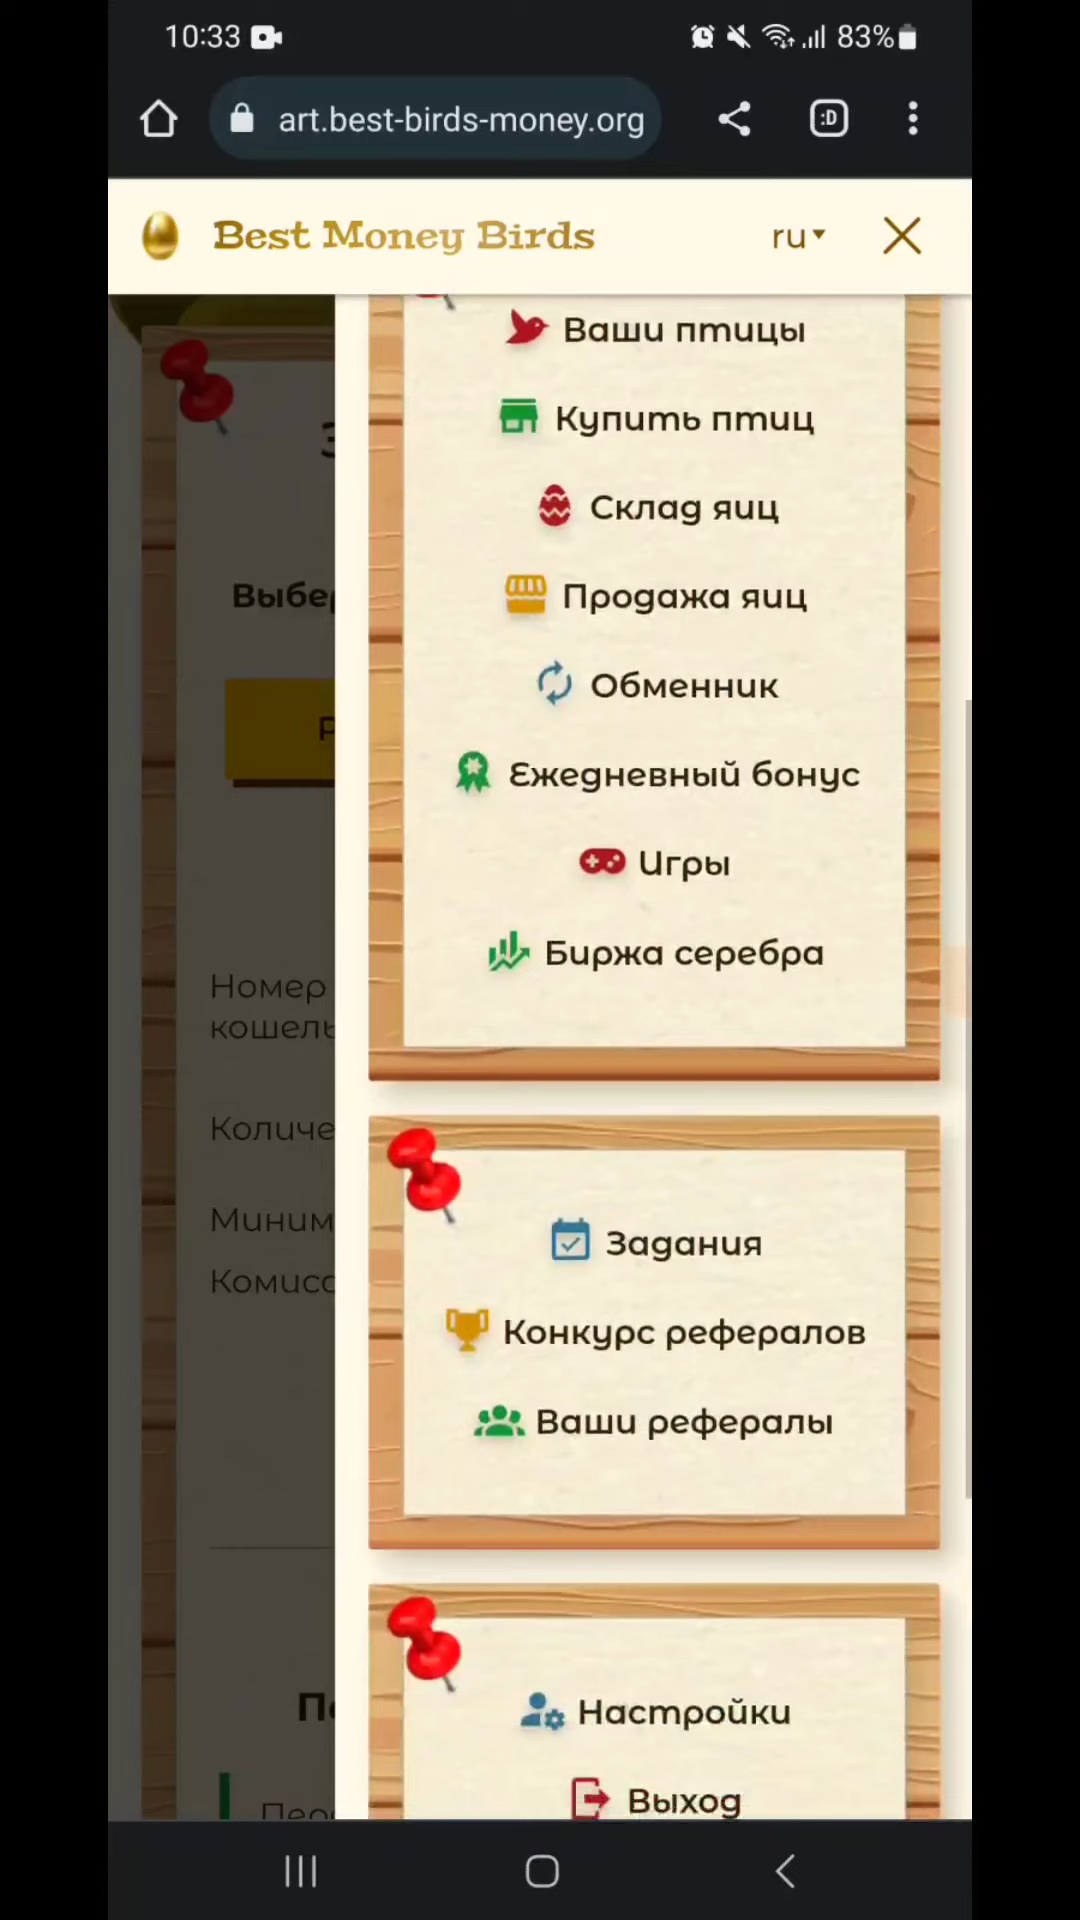 10:33
83%
art.best-birds-money.org
:D
Best Money Birds
ru
Ваши птицы
Купить птиц
Склад яиц
Продажа яиц
Обменник
Ежедневный бонус
Игры
Биржа серебра
Задания
Конкурс рефералов
Ваши рефералы
Настройки
Выход
Номер